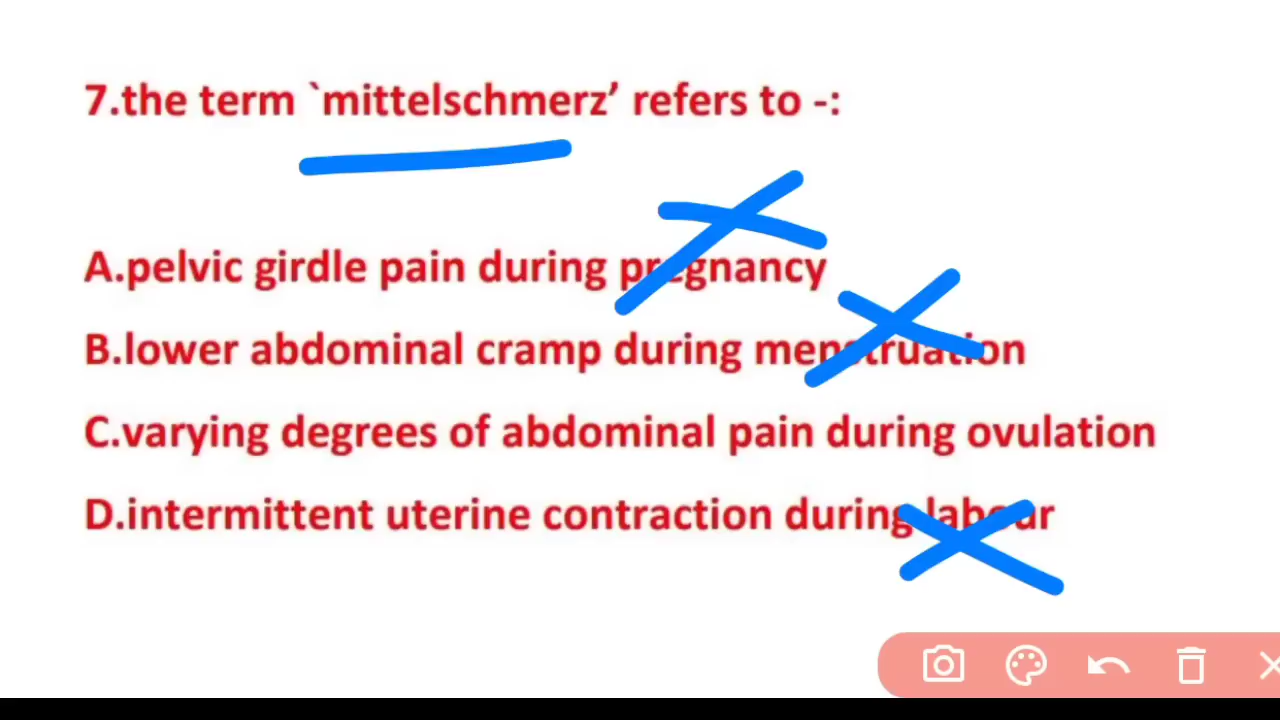 7.the term `mittelschmerz’ refers to -:
A.pelvic girdle pain during pregnancy
B.lower abdominal cramp during menstruation
C.varying degrees of abdominal pain during ovulation
D.intermittent uterine contraction during labour